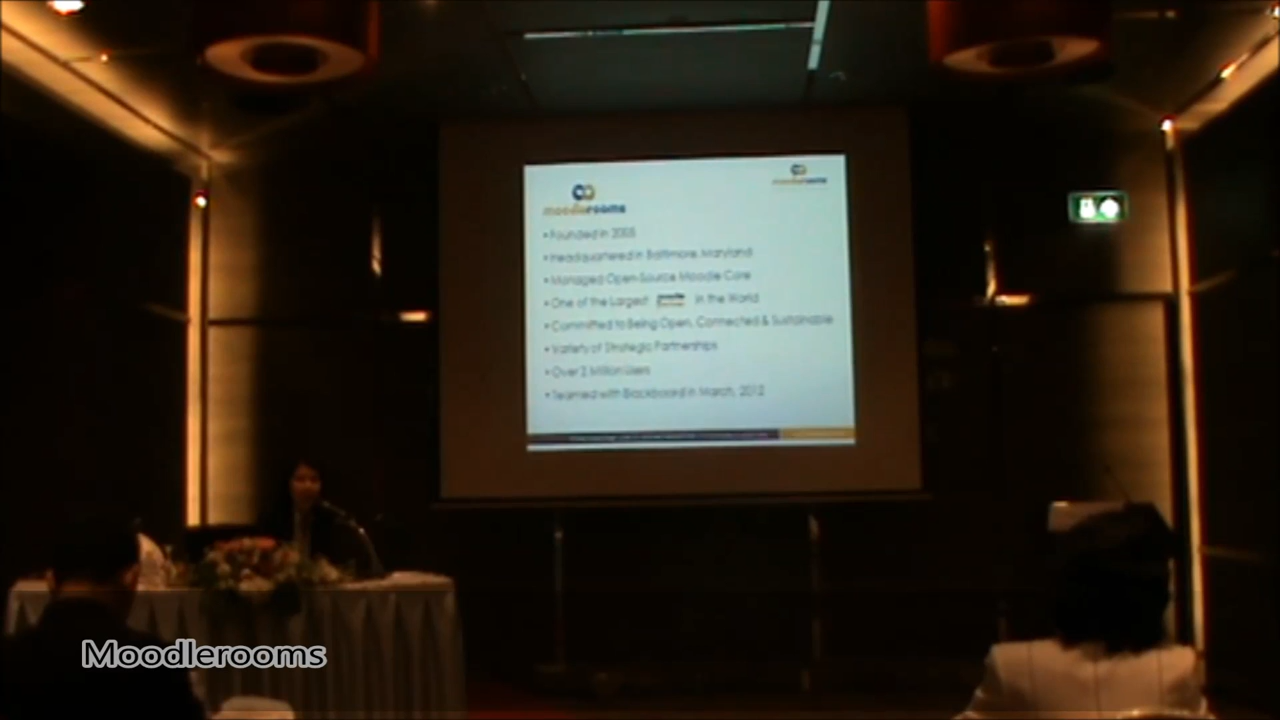 moodlerooms
moodlerooms
• Founded in 2005
• Headquartered in Baltimore, Maryland
• Managed Open-Source Moodle Core
• One of the Largest moodle in the World
• Committed to Being Open, Connected & Sustainable
• Variety of Strategic Partnerships
• Over 2 Million Users
• Teamed with Blackboard in March, 2012
Moodlerooms